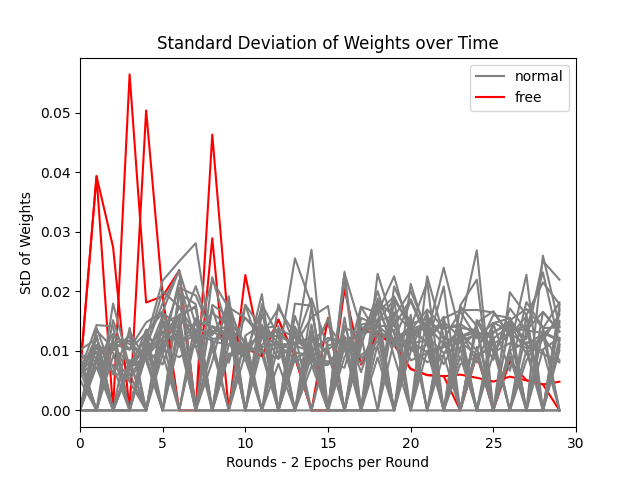 Standard Deviation of Weights over Time
normal
free
StD of Weights
0.05
0.04
0.03
0.02
0.01
0.00
0 5 10 15 20 25 30
Rounds - 2 Epochs per Round